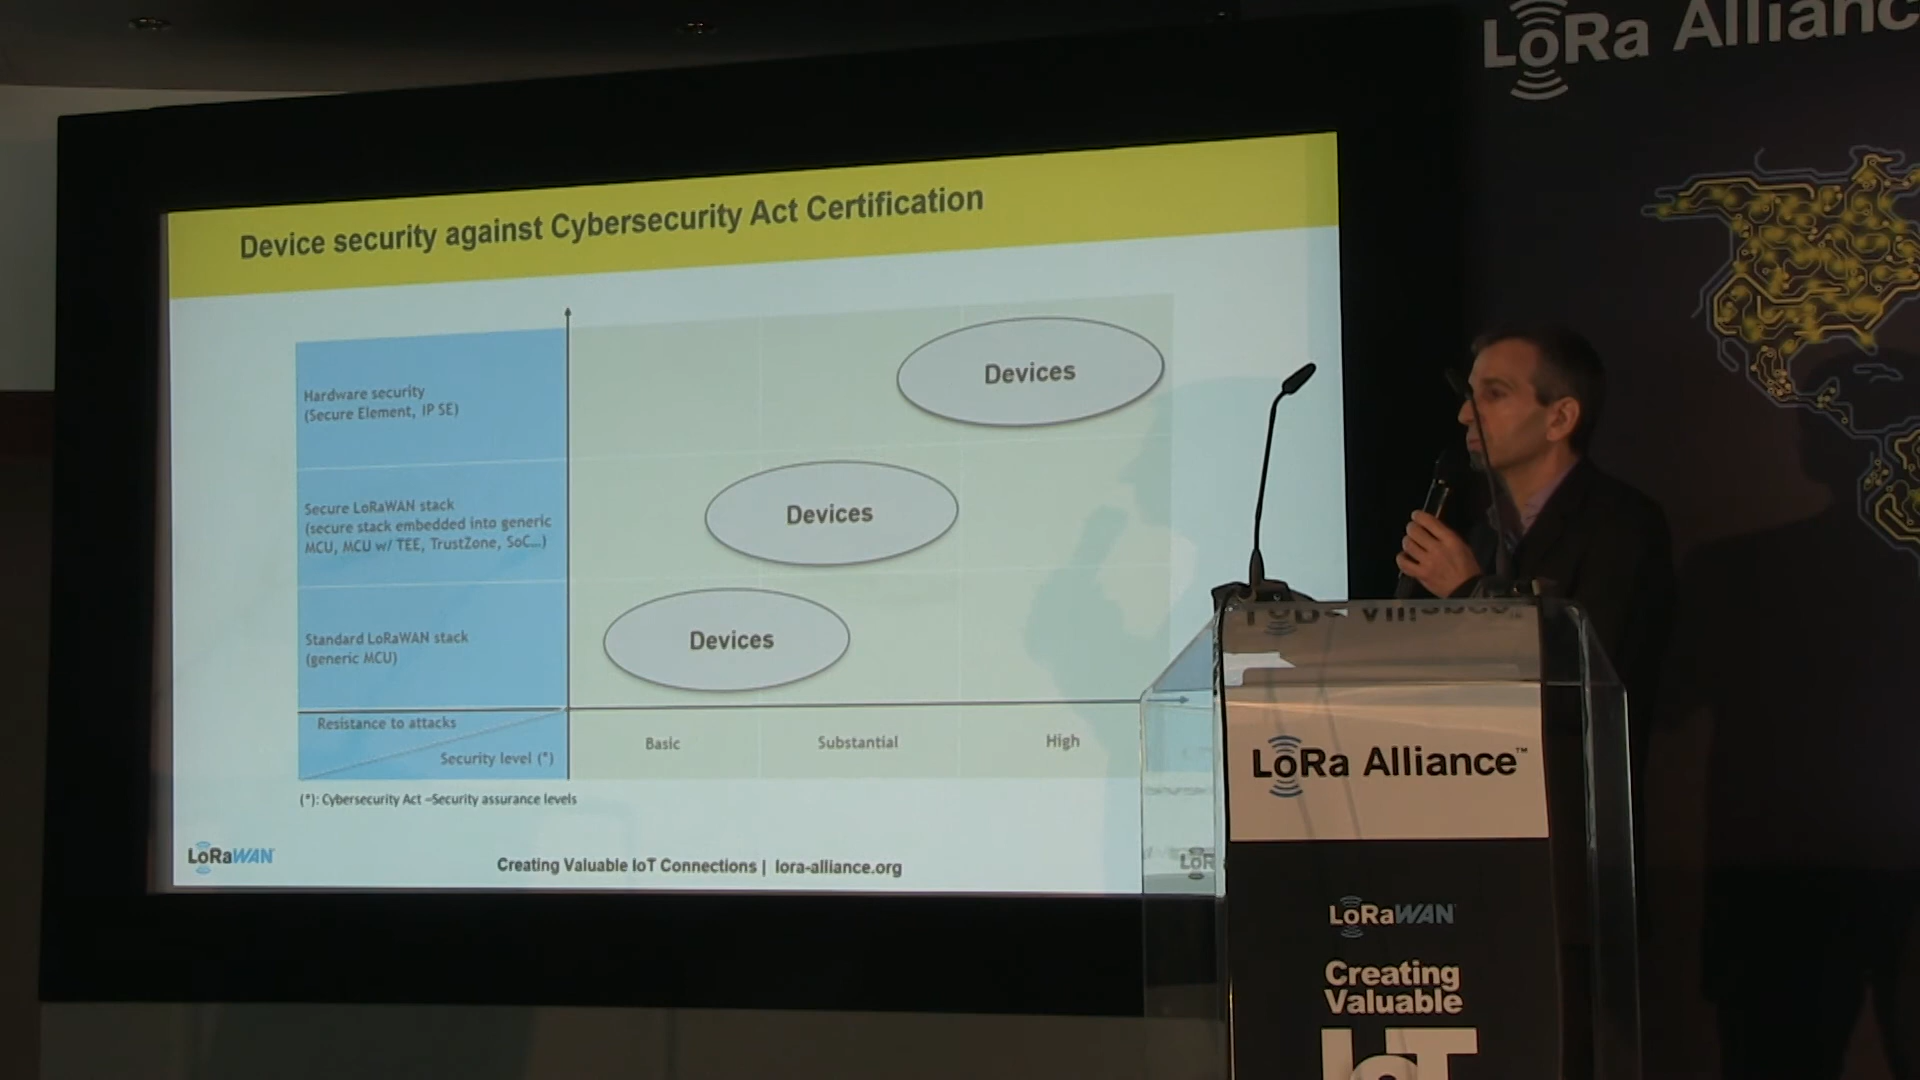 LoRa Allianc
Device security against Cybersecurity Act Certification
Hardware security
(Secure Element, IP SE)
Devices
Secure LoRaWAN stack
(secure stack embedded into generic
MCU, MCU w/ TEE, TrustZone, SoC...)
Devices
Standard LoRaWAN stack
(generic MCU)
Devices
Resistance to attacks
Security level (*)
Basic
Substantial
High
(*): Cybersecurity Act –Security assurance levels
LoRaWAN
Creating Valuable IoT Connections | lora-alliance.org
LoR
LoRa Alliance™
LoRaWAN
Creating
Valuable
IoT